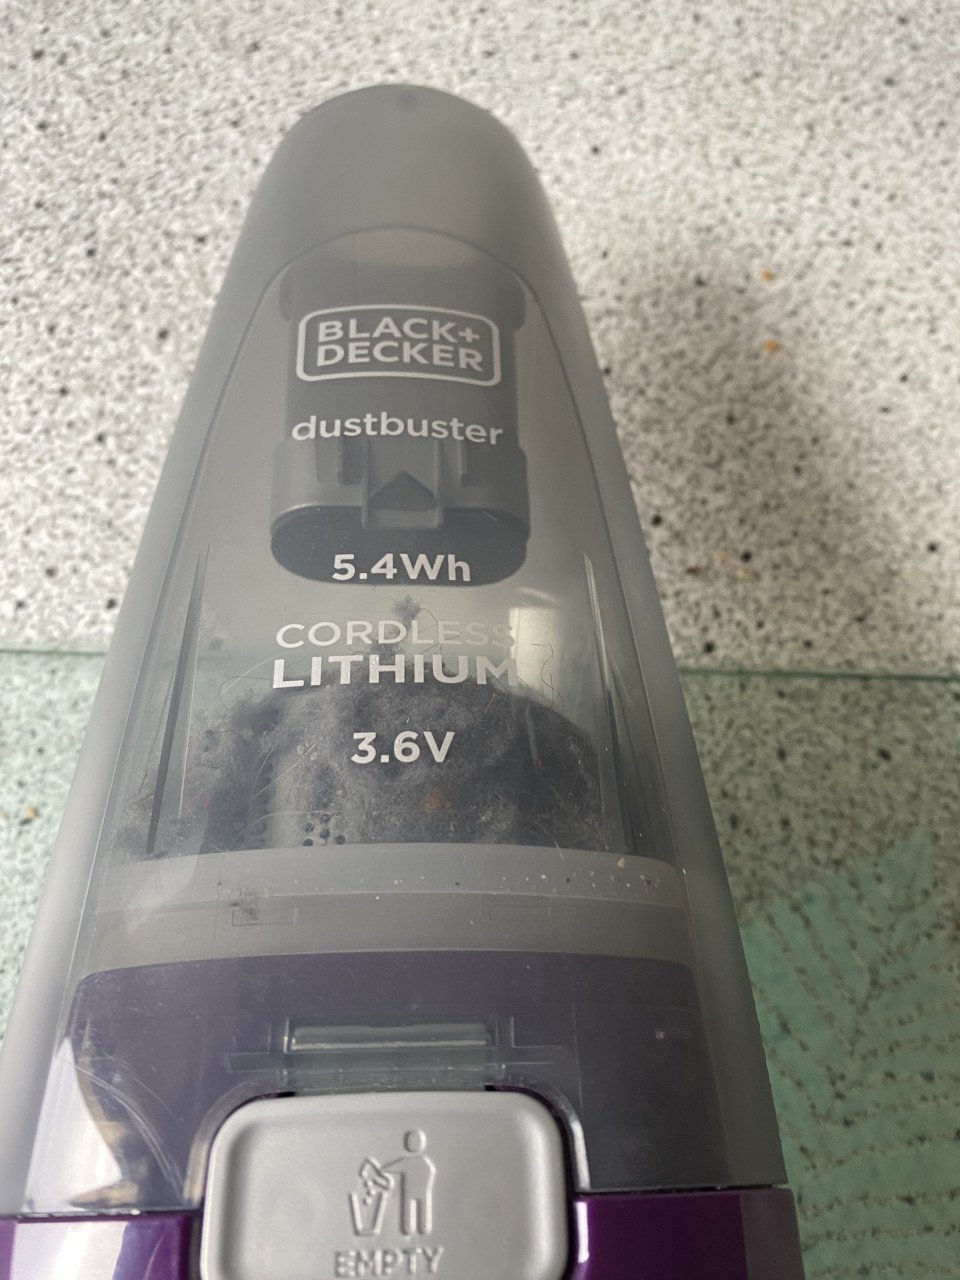 BLACK+
DECKER
dustbuster
5.4Wh
CORDLESS
LITHIUM
3.6V
EMPTY